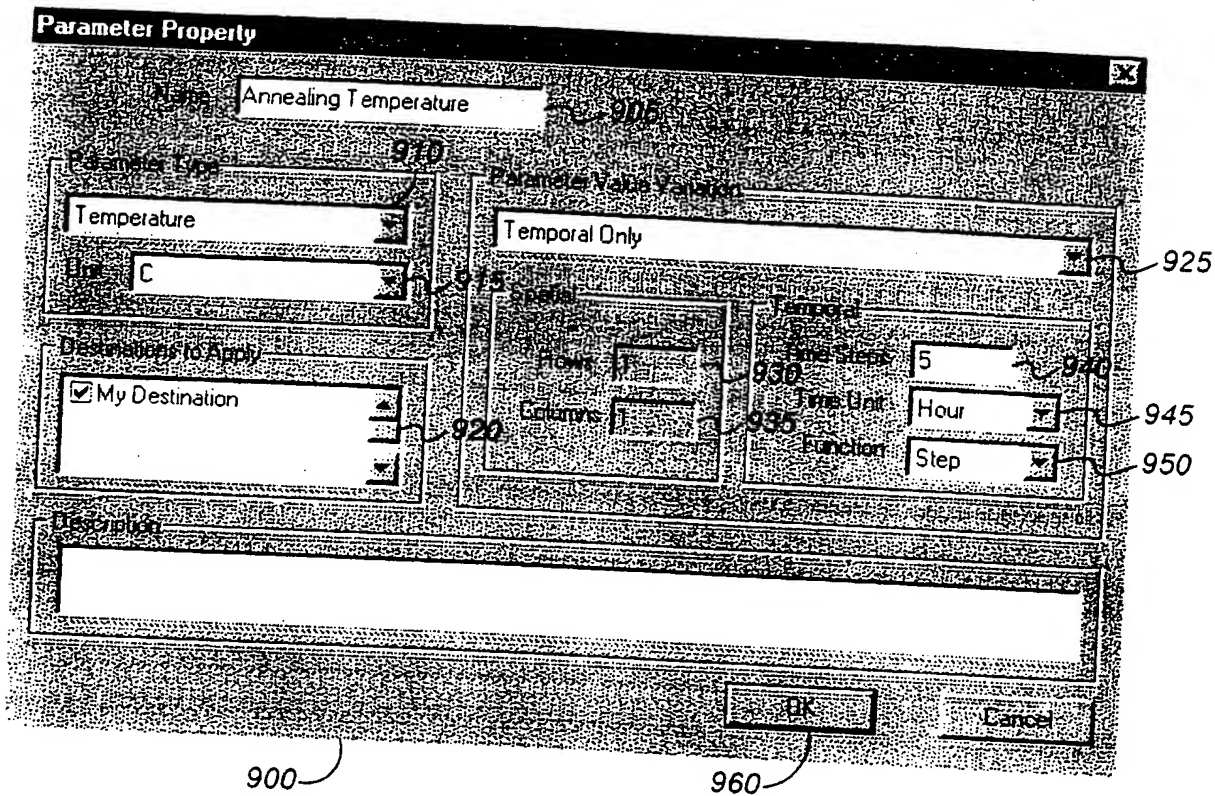 Parameter Property
Name Annealing Temperature 905
Parameter Type 910
Temperature
Unit C 915
Destinations to Apply
My Destination 920
Parameter Value Variation
Temporal Only 925
Spatial
Rows 1 930
Columns 1 935
Temporal
Time Steps 5 940
Time Unit Hour 945
Function Step 950
Description
OK Cancel
900 960